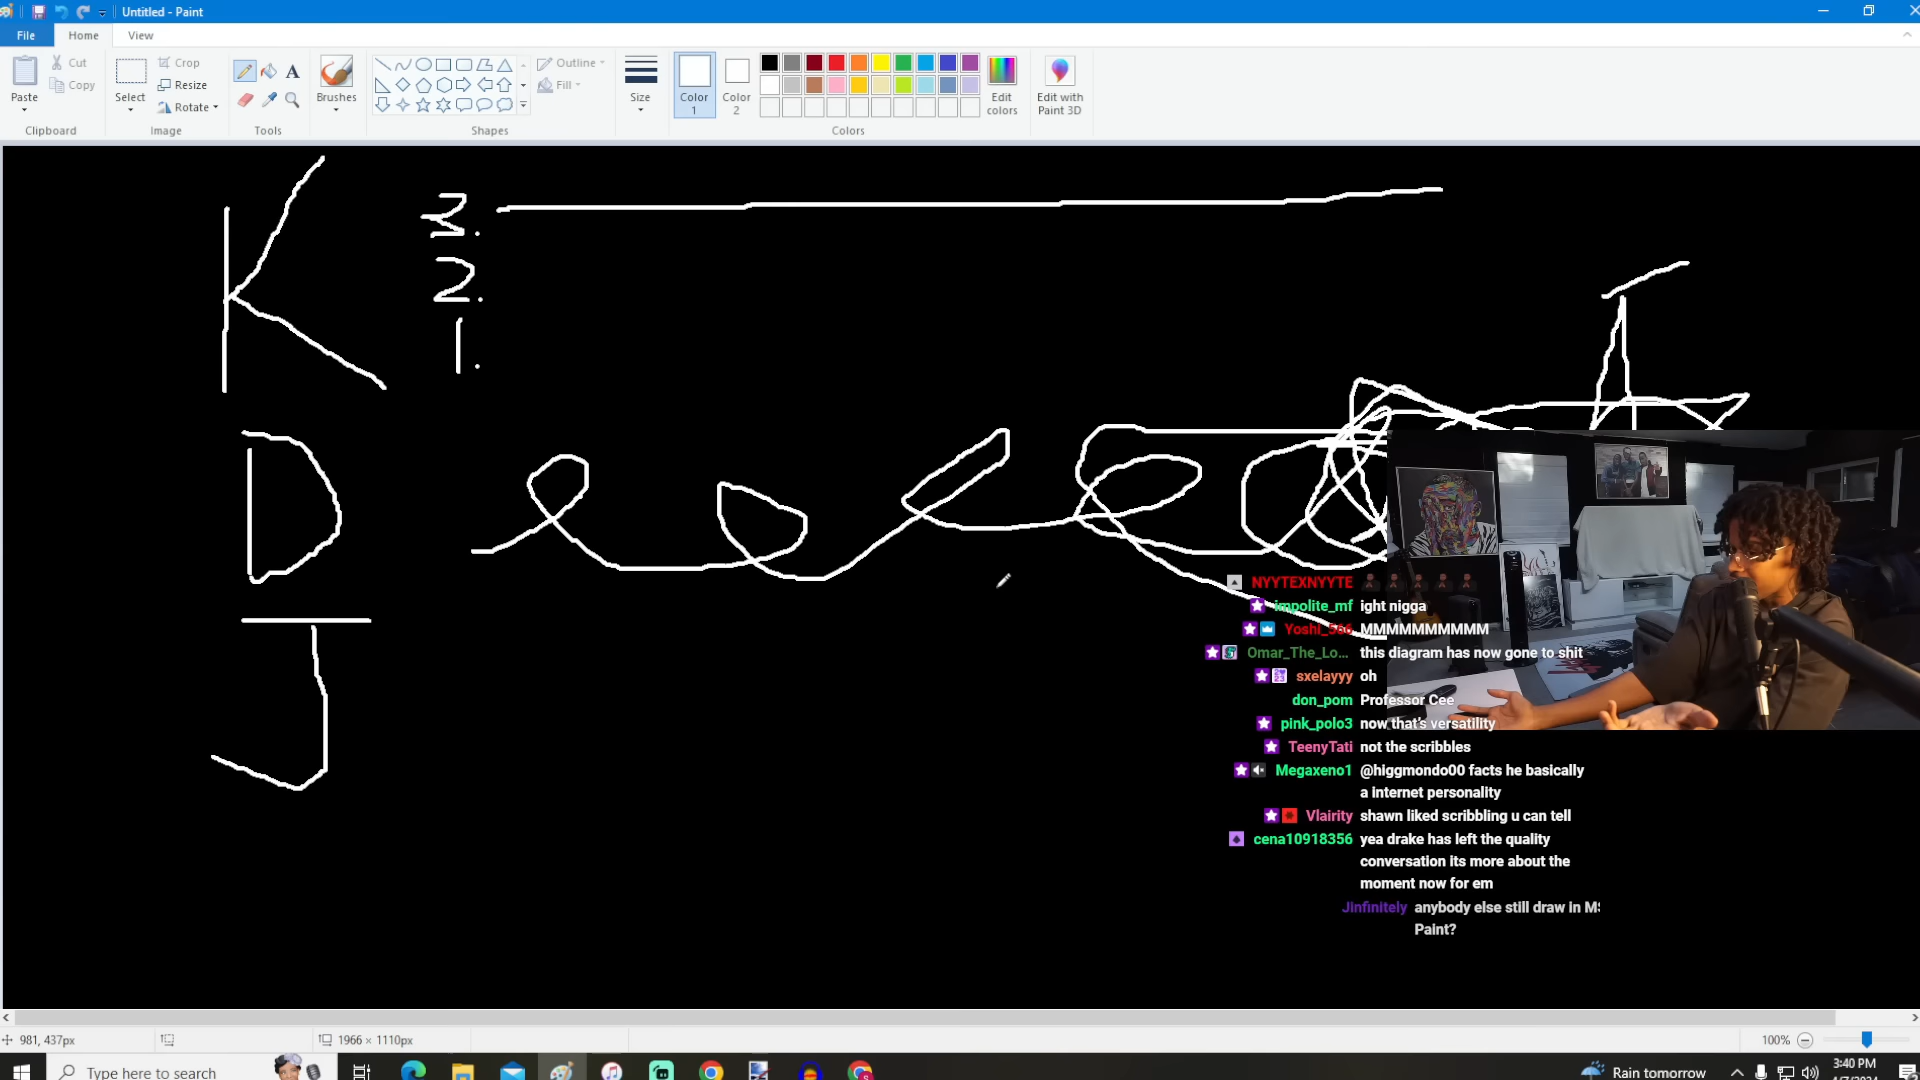 Untitled - Paint
File Home View
Paste
Cut
Copy
Clipboard
Select
Crop
Resize
Rotate
Image
A
Tools
Brushes
Shapes
Outline
Fill
Size
Color 1
Color 2
Edit colors
Colors
Edit with Paint 3D
K
3.
2.
1.
D
J
NYYTEXNYYTE
impolite_mf ight nigga
Yoshi_566 MMMMMMMMMM
Omar_The_Lo... this diagram has now gone to shit
sxelayyy oh
don_pom Professor Cee
pink_polo3 now that's versatility
TeenyTati not the scribbles
Megaxeno1 @higgmondo00 facts he basically
a internet personality
Vlairity shawn liked scribbling u can tell
cena10918356 yea drake has left the quality
conversation its more about the
moment now for em
Jinfinitely anybody else still draw in MS
Paint?
981, 437px
1966 × 1110px
100%
Type here to search
Rain tomorrow
3:40 PM